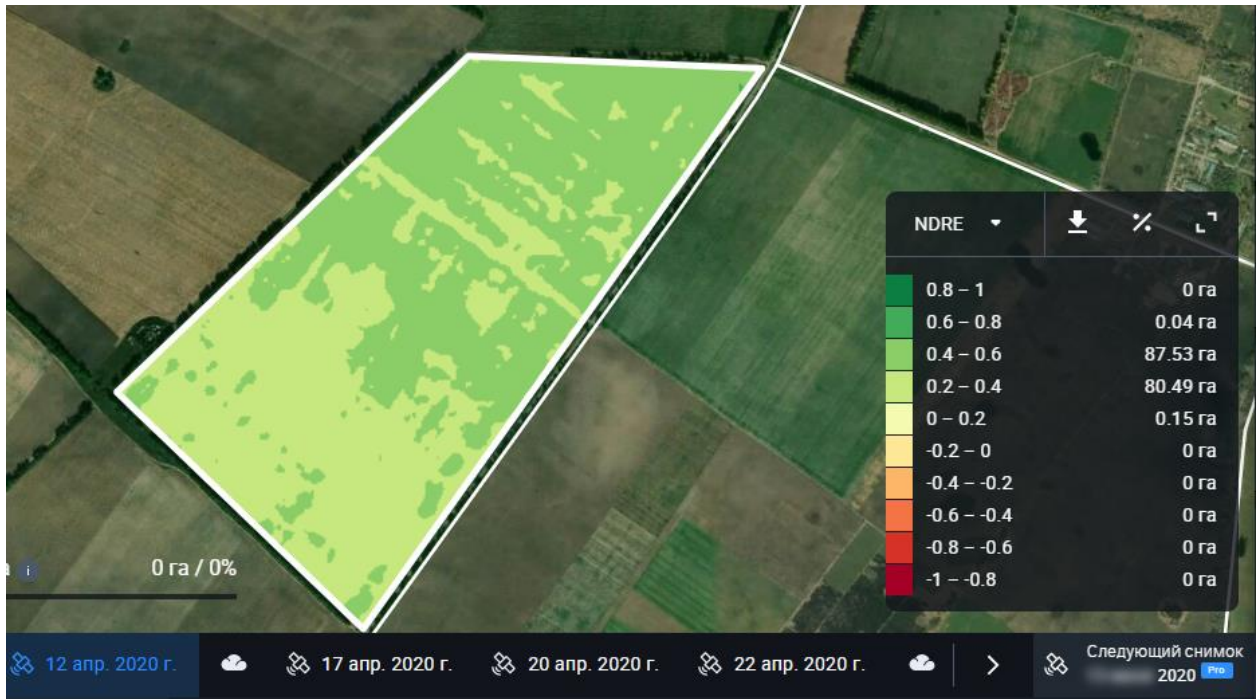 NDRE
0.8 – 1 0 га
0.6 – 0.8 0.04 га
0.4 – 0.6 87.53 га
0.2 – 0.4 80.49 га
0 – 0.2 0.15 га
-0.2 – 0 0 га
-0.4 – -0.2 0 га
-0.6 – -0.4 0 га
-0.8 – -0.6 0 га
-1 – -0.8 0 га
i 0 га / 0%
12 апр. 2020 г. 17 апр. 2020 г. 20 апр. 2020 г. 22 апр. 2020 г.
Следующий снимок
2020 Pro